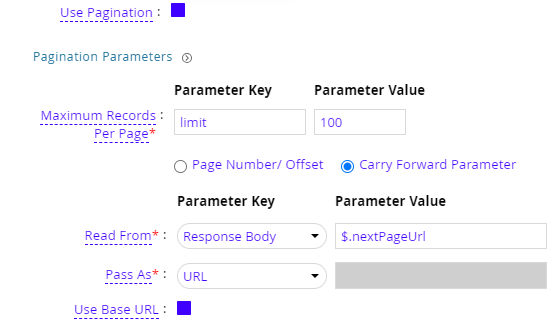 Use Pagination :
Pagination Parameters
Parameter Key Parameter Value
Maximum Records : limit 100
Per Page*
Page Number/ Offset Carry Forward Parameter
Parameter Key Parameter Value
Read From* : Response Body $.nextPageUrl
Pass As* : URL
Use Base URL :